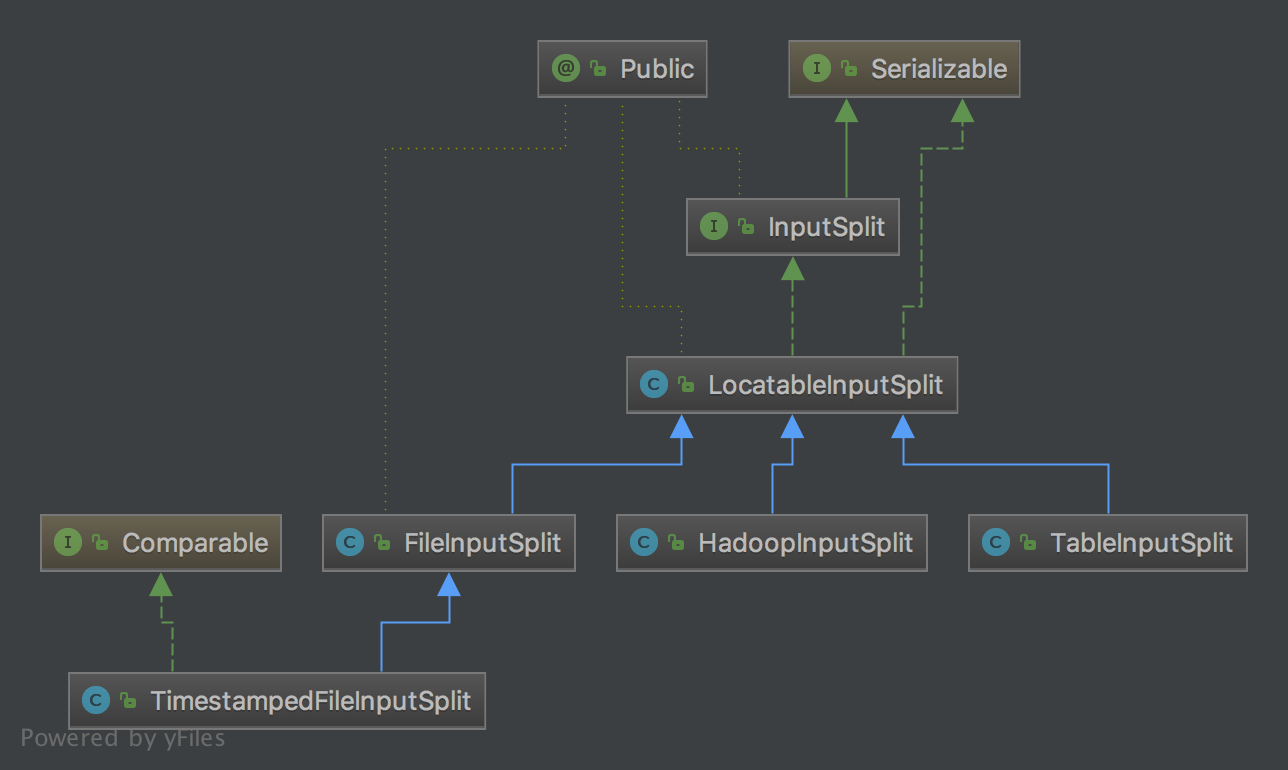 @ Public
I Serializable
I InputSplit
C LocatableInputSplit
I Comparable
C FileInputSplit
C HadoopInputSplit
C TableInputSplit
C TimestampedFileInputSplit
Powered by yFiles